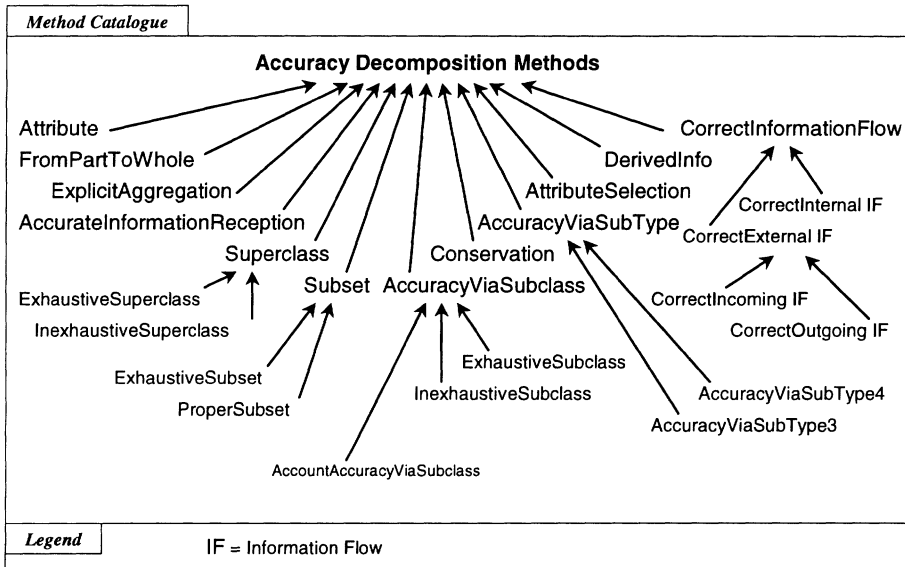 Method Catalogue
Accuracy Decomposition Methods
Attribute
CorrectInformationFlow
FromPartToWhole
DerivedInfo
ExplicitAggregation
AttributeSelection
CorrectInternal IF
AccurateInformationReception
AccuracyViaSubType
CorrectExternal IF
Superclass
Conservation
Subset
AccuracyViaSubclass
ExhaustiveSuperclass
CorrectIncoming IF
InexhaustiveSuperclass
CorrectOutgoing IF
ExhaustiveSubclass
ExhaustiveSubset
InexhaustiveSubclass
AccuracyViaSubType4
ProperSubset
AccuracyViaSubType3
AccountAccuracyViaSubclass
Legend
IF = Information Flow